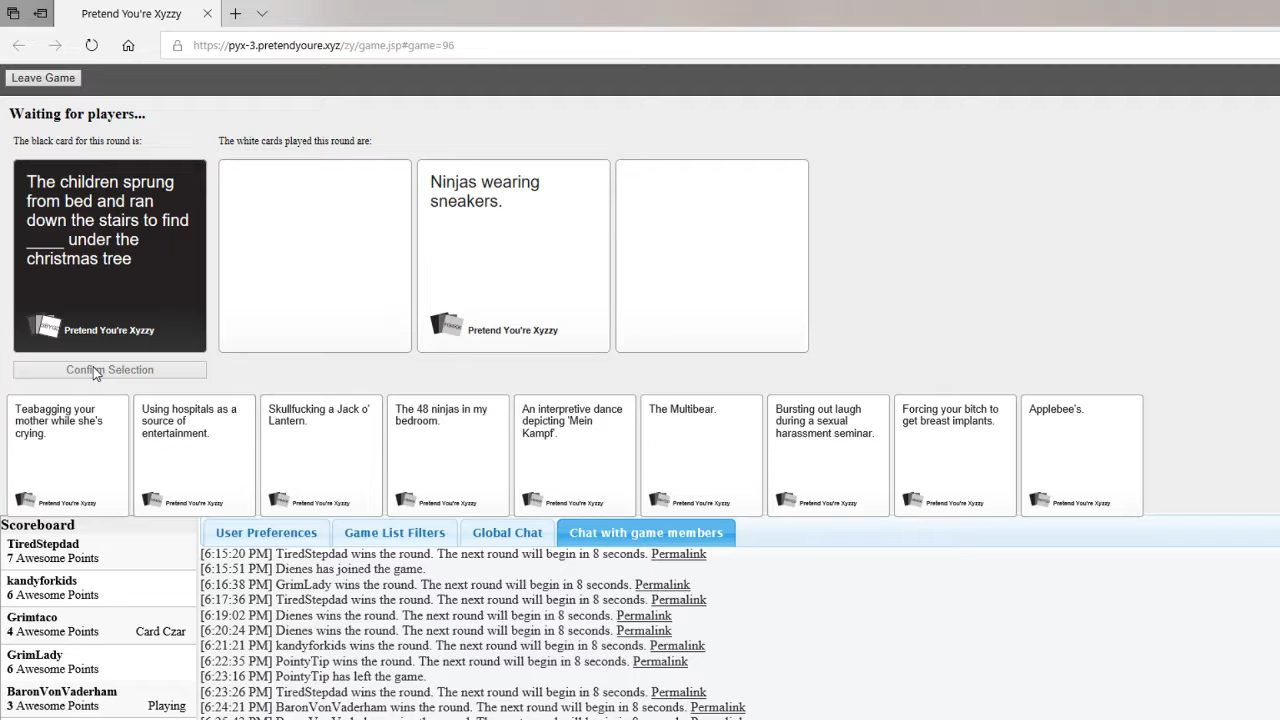 Pretend You're Xyzzy
https://pyx-3.pretendyoure.xyz/zy/game.jsp#game=96
Leave Game
Waiting for players...
The black card for this round is:
The white cards played this round are:
The children sprung
from bed and ran
down the stairs to find
____ under the
christmas tree
Pretend You're Xyzzy
Ninjas wearing
sneakers.
Pretend You're Xyzzy
Confirm Selection
Teabagging your
mother while she's
crying.
Pretend You're Xyzzy
Using hospitals as a
source of
entertainment.
Pretend You're Xyzzy
Skullfucking a Jack o'
Lantern.
Pretend You're Xyzzy
The 48 ninjas in my
bedroom.
Pretend You're Xyzzy
An interpretive dance
depicting 'Mein
Kampf'.
Pretend You're Xyzzy
The Multibear.
Pretend You're Xyzzy
Bursting out laugh
during a sexual
harassment seminar.
Pretend You're Xyzzy
Forcing your bitch to
get breast implants.
Pretend You're Xyzzy
Applebee's.
Pretend You're Xyzzy
Scoreboard
TiredStepdad
7 Awesome Points
kandyforkids
6 Awesome Points
Grimtaco
4 Awesome Points Card Czar
GrimLady
6 Awesome Points
BaronVonVaderham
3 Awesome Points Playing
User Preferences
Game List Filters
Global Chat
Chat with game members
[6:15:20 PM] TiredStepdad wins the round. The next round will begin in 8 seconds. Permalink
[6:15:51 PM] Dienes has joined the game.
[6:16:38 PM] GrimLady wins the round. The next round will begin in 8 seconds. Permalink
[6:17:36 PM] TiredStepdad wins the round. The next round will begin in 8 seconds. Permalink
[6:19:02 PM] Dienes wins the round. The next round will begin in 8 seconds. Permalink
[6:20:24 PM] Dienes wins the round. The next round will begin in 8 seconds. Permalink
[6:21:21 PM] kandyforkids wins the round. The next round will begin in 8 seconds. Permalink
[6:22:35 PM] PointyTip wins the round. The next round will begin in 8 seconds. Permalink
[6:23:16 PM] PointyTip has left the game.
[6:23:26 PM] TiredStepdad wins the round. The next round will begin in 8 seconds. Permalink
[6:24:21 PM] BaronVonVaderham wins the round. The next round will begin in 8 seconds. Permalink